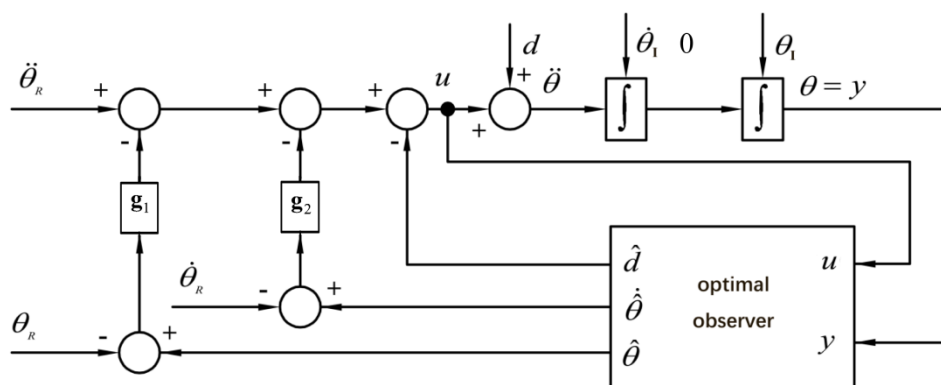 d θ̇_I 0 θ_I
θ̈_R + + + u + θ̈ ∫ ∫ θ = y
- - - +
g₁ g₂
d̂ u
θ̇_R - + θ̂̇ optimal
observer
θ_R - + θ̂ y